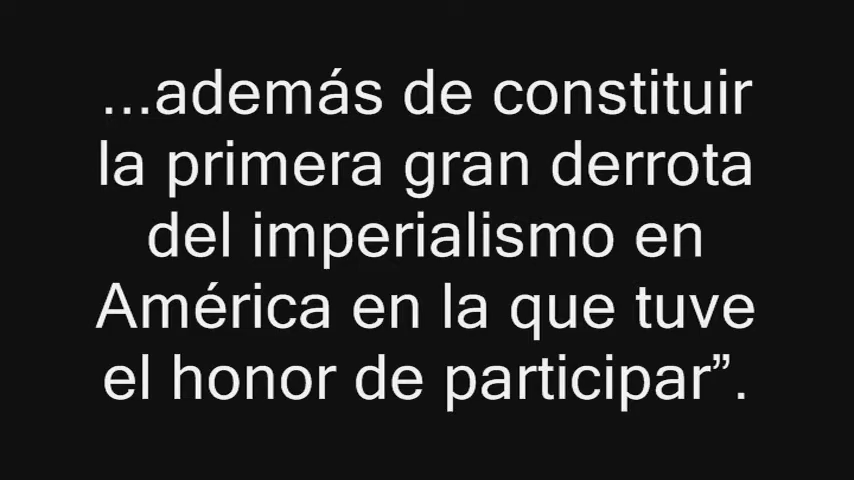 ...además de constituir
la primera gran derrota
del imperialismo en
América en la que tuve
el honor de participar”.